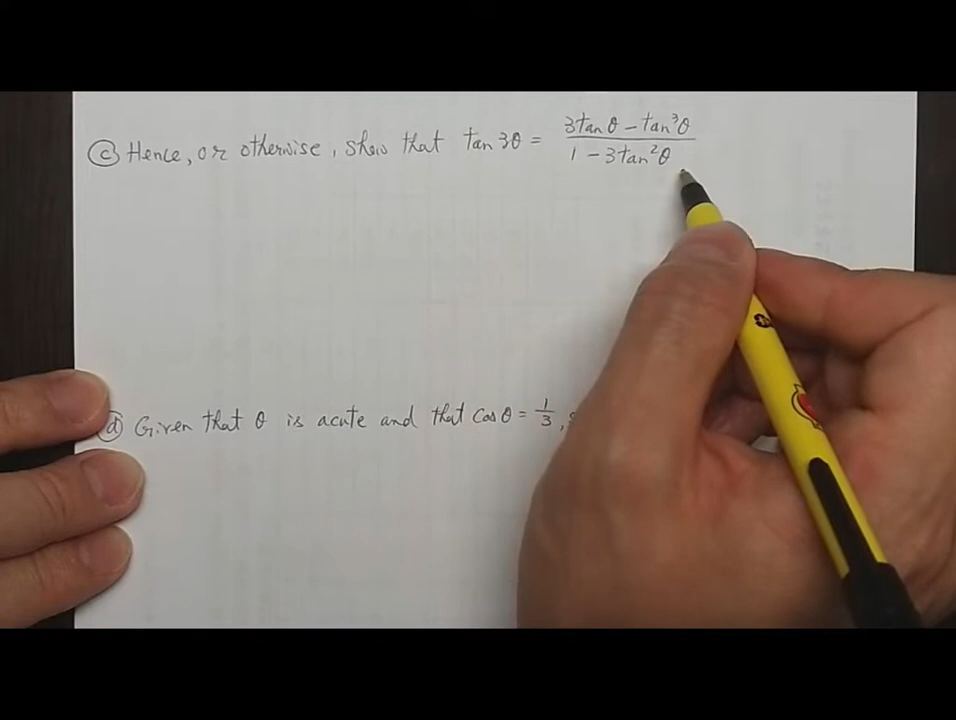 (c) Hence, or otherwise, show that tan 3θ = (3tan θ − tan³θ)/(1 − 3tan²θ)
(d) Given that θ is acute and that cos θ = 1/3,